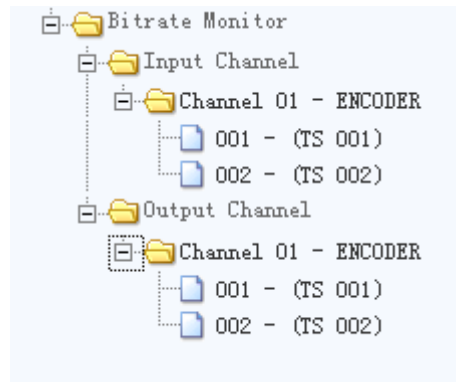 Bitrate Monitor
Input Channel
Channel 01 - ENCODER
001 - (TS 001)
002 - (TS 002)
Output Channel
Channel 01 - ENCODER
001 - (TS 001)
002 - (TS 002)